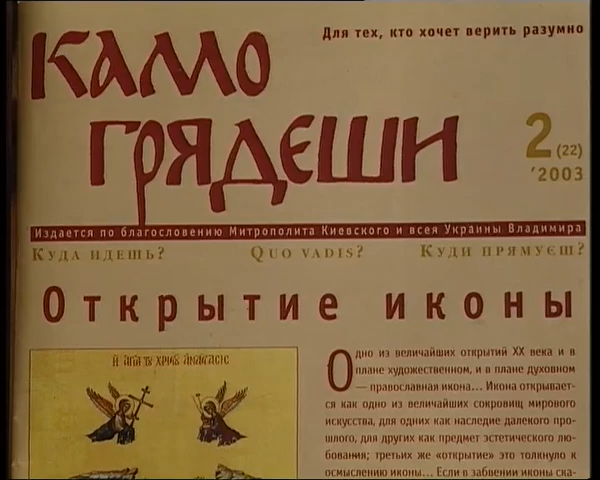 Для тех, кто хочет верить разумно
КАМО
ГРЯДЕШИ
2 (22)
'2003
Издается по благословению Митрополита Киевского и всея Украины Владимира
КУДА ИДЕШЬ? QUO VADIS? КУДИ ПРЯМУЄШ?
Открытие иконы
Одно из величайших открытий XX века и в
плане художественном, и в плане духовном
— православная икона... Икона открывает-
ся как одно из величайших сокровищ мирового
искусства, для одних как наследие далекого про-
шлого, для других как предмет эстетического лю-
бования; третьих же «открытие» это толкнуло к
осмыслению иконы... Если в забвении иконы ска-